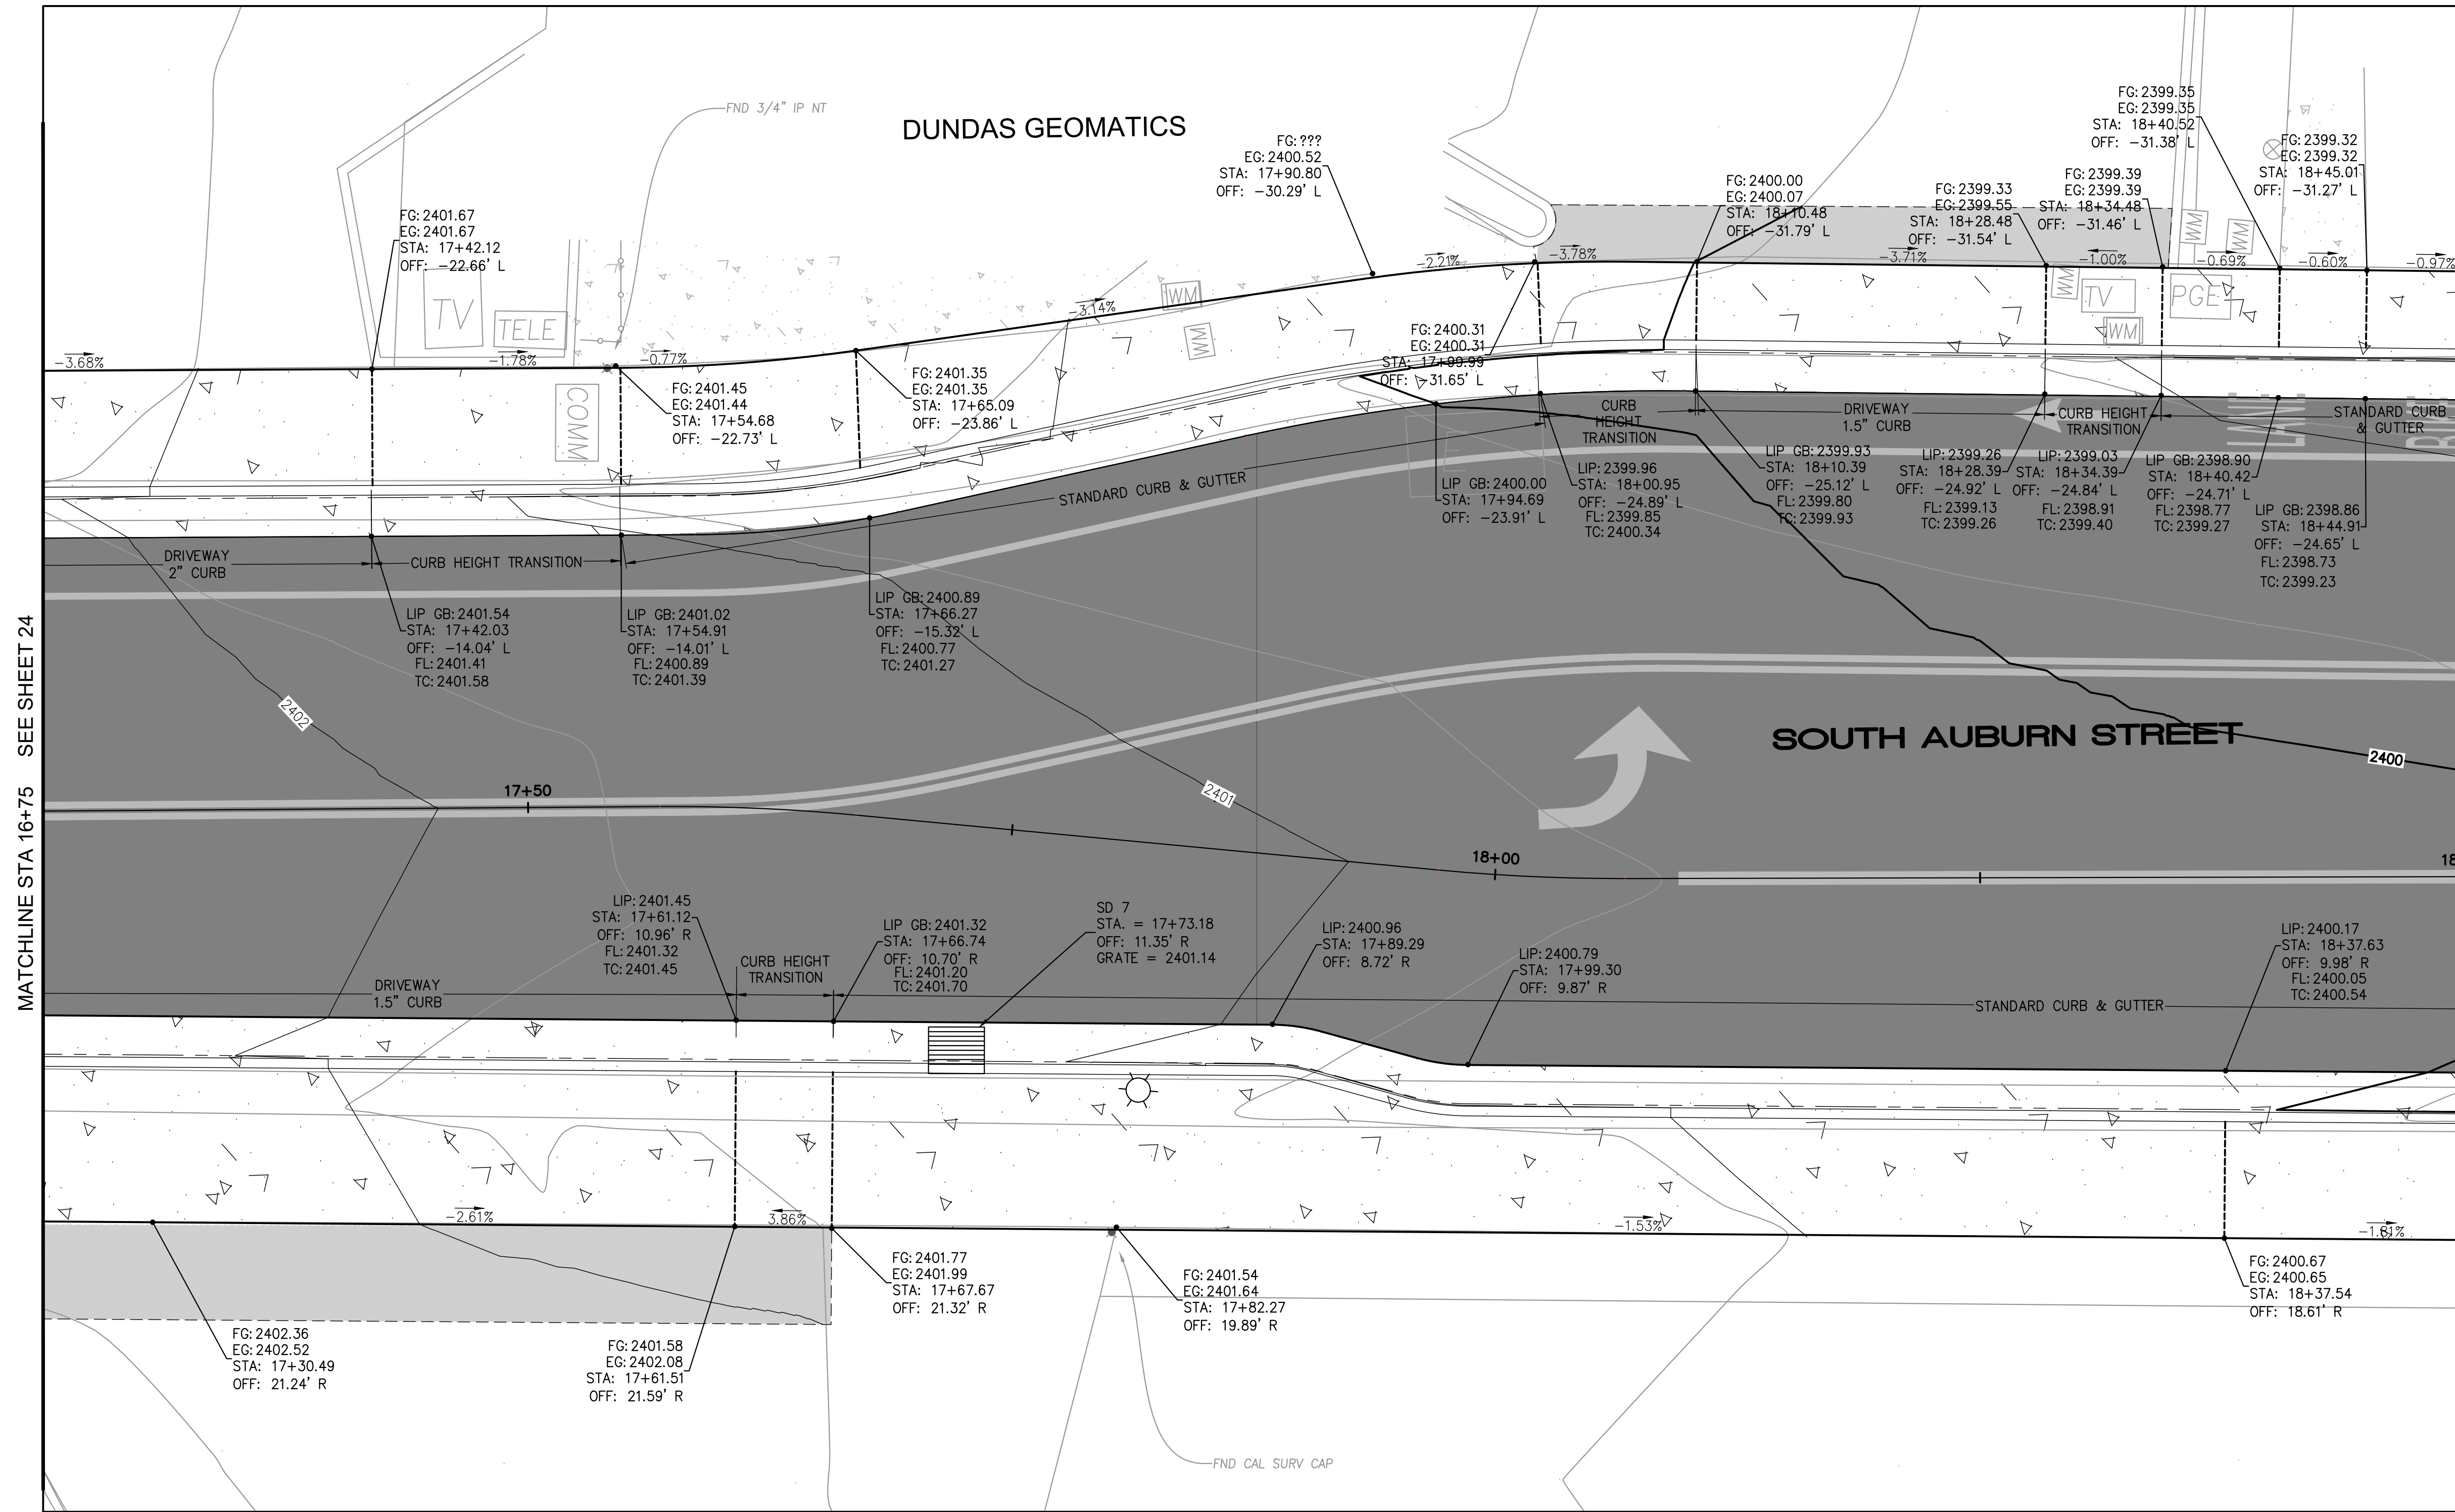 FND 3/4" IP NT
DUNDAS GEOMATICS
FG: ???
EG: 2400.52
STA: 17+90.80
OFF: -30.29' L
FG: 2399.35
EG: 2399.35
STA: 18+40.52
OFF: -31.38' L
FG: 2399.32
EG: 2399.32
STA: 18+45.01
OFF: -31.27' L
FG: 2401.67
EG: 2401.67
STA: 17+42.12
OFF: -22.66' L
FG: 2400.00
EG: 2400.07
STA: 18+10.48
OFF: -31.79' L
FG: 2399.33
EG: 2399.55
STA: 18+28.48
OFF: -31.54' L
FG: 2399.39
EG: 2399.39
STA: 18+34.48
OFF: -31.46' L
WM
WM
-2.21%
-3.78%
-3.71%
-1.00%
-0.69%
-0.60%
-0.97%
TV
TELE
-3.14%
WM
WM
WM
TV
PGE
WM
-3.68%
-1.78%
-0.77%
FG: 2400.31
EG: 2400.31
STA: 17+99.99
OFF: -31.65' L
FG: 2401.45
EG: 2401.44
STA: 17+54.68
OFF: -22.73' L
FG: 2401.35
EG: 2401.35
STA: 17+65.09
OFF: -23.86' L
COMM
CURB
HEIGHT
TRANSITION
DRIVEWAY
1.5" CURB
CURB HEIGHT
TRANSITION
LANE
STANDARD CURB
& GUTTER
STANDARD CURB & GUTTER
LIP GB: 2400.00
STA: 17+94.69
OFF: -23.91' L
LIP: 2399.96
STA: 18+00.95
OFF: -24.89' L
FL: 2399.85
TC: 2400.34
LIP GB: 2399.93
STA: 18+10.39
OFF: -25.12' L
FL: 2399.80
TC: 2399.93
LIP: 2399.26
STA: 18+28.39
OFF: -24.92' L
FL: 2399.13
TC: 2399.26
LIP: 2399.03
STA: 18+34.39
OFF: -24.84' L
FL: 2398.91
TC: 2399.40
LIP GB: 2398.90
STA: 18+40.42
OFF: -24.71' L
FL: 2398.77
TC: 2399.27
LIP GB: 2398.86
STA: 18+44.91
OFF: -24.65' L
FL: 2398.73
TC: 2399.23
DRIVEWAY
2" CURB
CURB HEIGHT TRANSITION
LIP GB: 2401.54
STA: 17+42.03
OFF: -14.04' L
FL: 2401.41
TC: 2401.58
LIP GB: 2401.02
STA: 17+54.91
OFF: -14.01' L
FL: 2400.89
TC: 2401.39
LIP GB: 2400.89
STA: 17+66.27
OFF: -15.32' L
FL: 2400.77
TC: 2401.27
MATCHLINE STA 16+75 SEE SHEET 24
2402
SOUTH AUBURN STREET
2400
17+50
2401
18+00
18
LIP: 2401.45
STA: 17+61.12
OFF: 10.96' R
FL: 2401.32
TC: 2401.45
CURB HEIGHT
TRANSITION
LIP GB: 2401.32
STA: 17+66.74
OFF: 10.70' R
FL: 2401.20
TC: 2401.70
SD 7
STA. = 17+73.18
OFF: 11.35' R
GRATE = 2401.14
LIP: 2400.96
STA: 17+89.29
OFF: 8.72' R
LIP: 2400.79
STA: 17+99.30
OFF: 9.87' R
LIP: 2400.17
STA: 18+37.63
OFF: 9.98' R
FL: 2400.05
TC: 2400.54
DRIVEWAY
1.5" CURB
STANDARD CURB & GUTTER
-2.61%
3.86%
-1.53%
-1.81%
FG: 2401.77
EG: 2401.99
STA: 17+67.67
OFF: 21.32' R
FG: 2401.54
EG: 2401.64
STA: 17+82.27
OFF: 19.89' R
FG: 2400.67
EG: 2400.65
STA: 18+37.54
OFF: 18.61' R
FG: 2402.36
EG: 2402.52
STA: 17+30.49
OFF: 21.24' R
FG: 2401.58
EG: 2402.08
STA: 17+61.51
OFF: 21.59' R
FND CAL SURV CAP